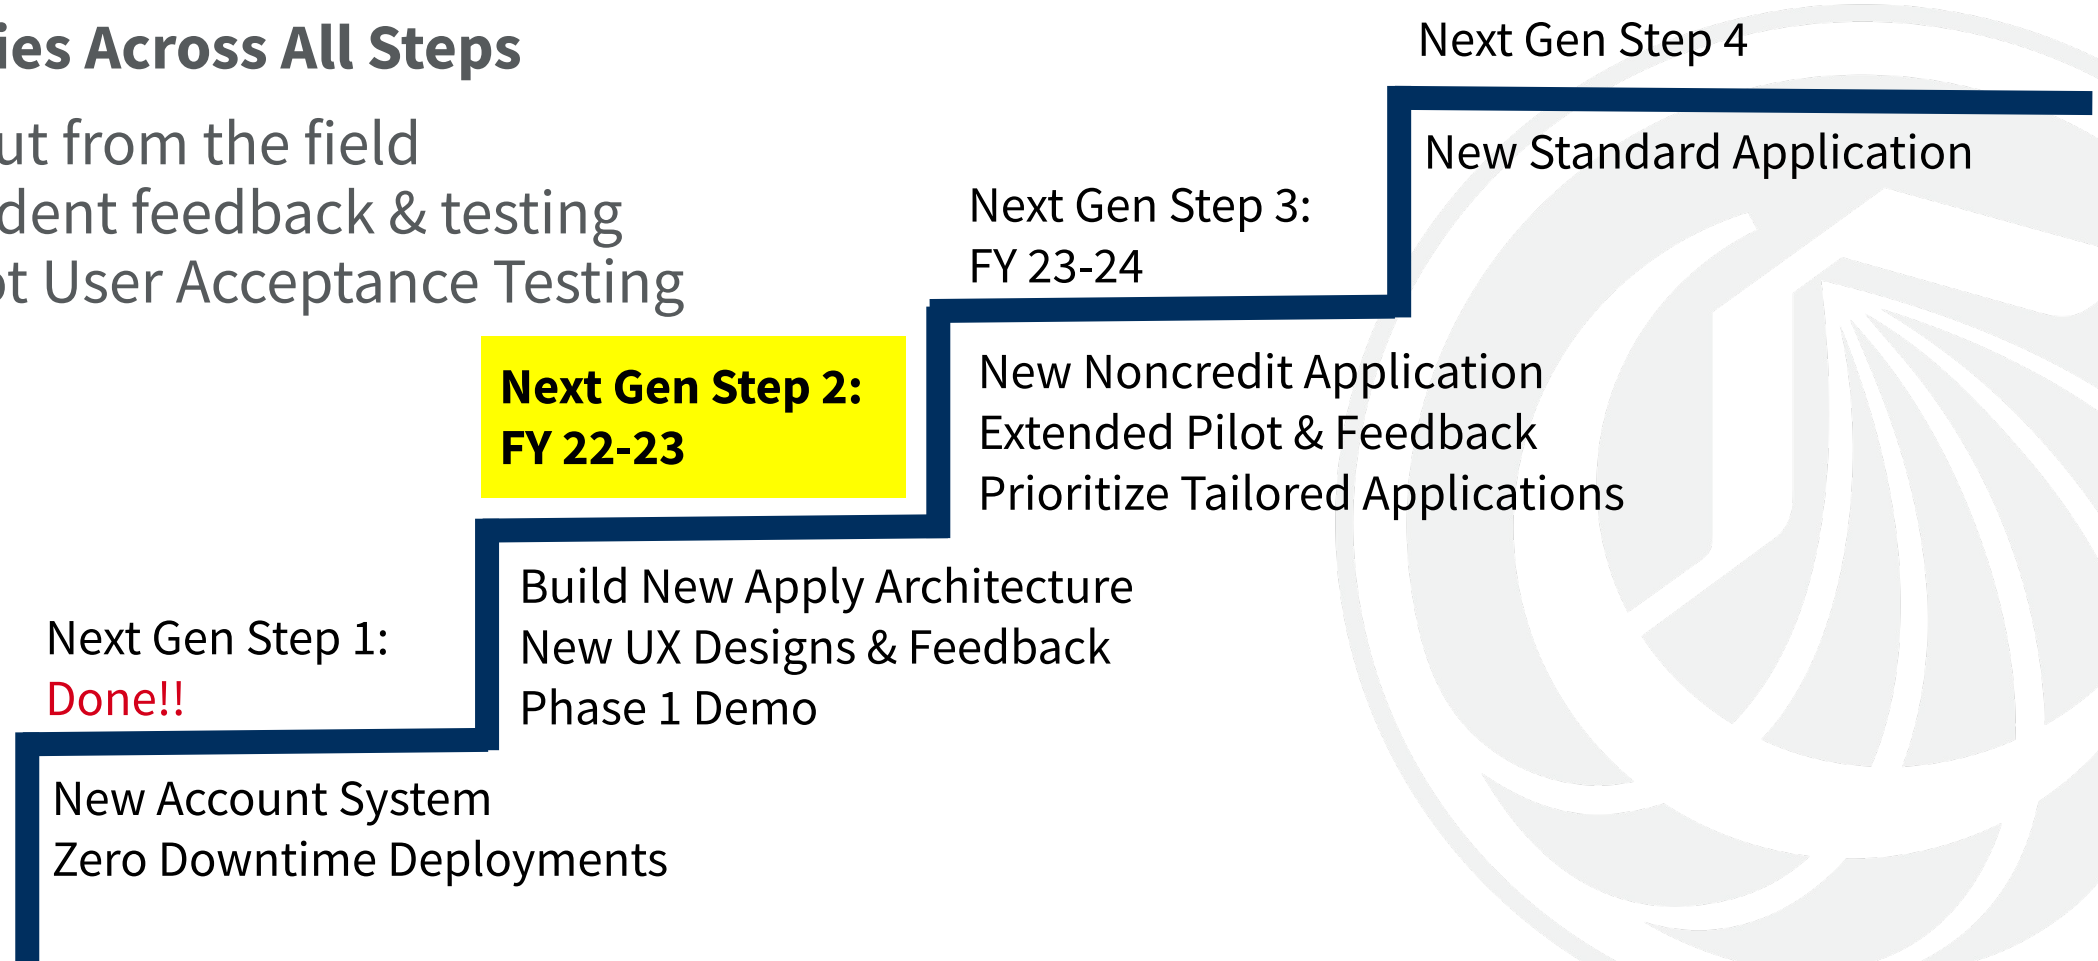 ies Across All Steps
ut from the field
dent feedback & testing
ot User Acceptance Testing
Next Gen Step 4
New Standard Application
Next Gen Step 3:
FY 23-24
New Noncredit Application
Extended Pilot & Feedback
Prioritize Tailored Applications
Next Gen Step 2:
FY 22-23
Build New Apply Architecture
New UX Designs & Feedback
Phase 1 Demo
Next Gen Step 1:
Done!!
New Account System
Zero Downtime Deployments